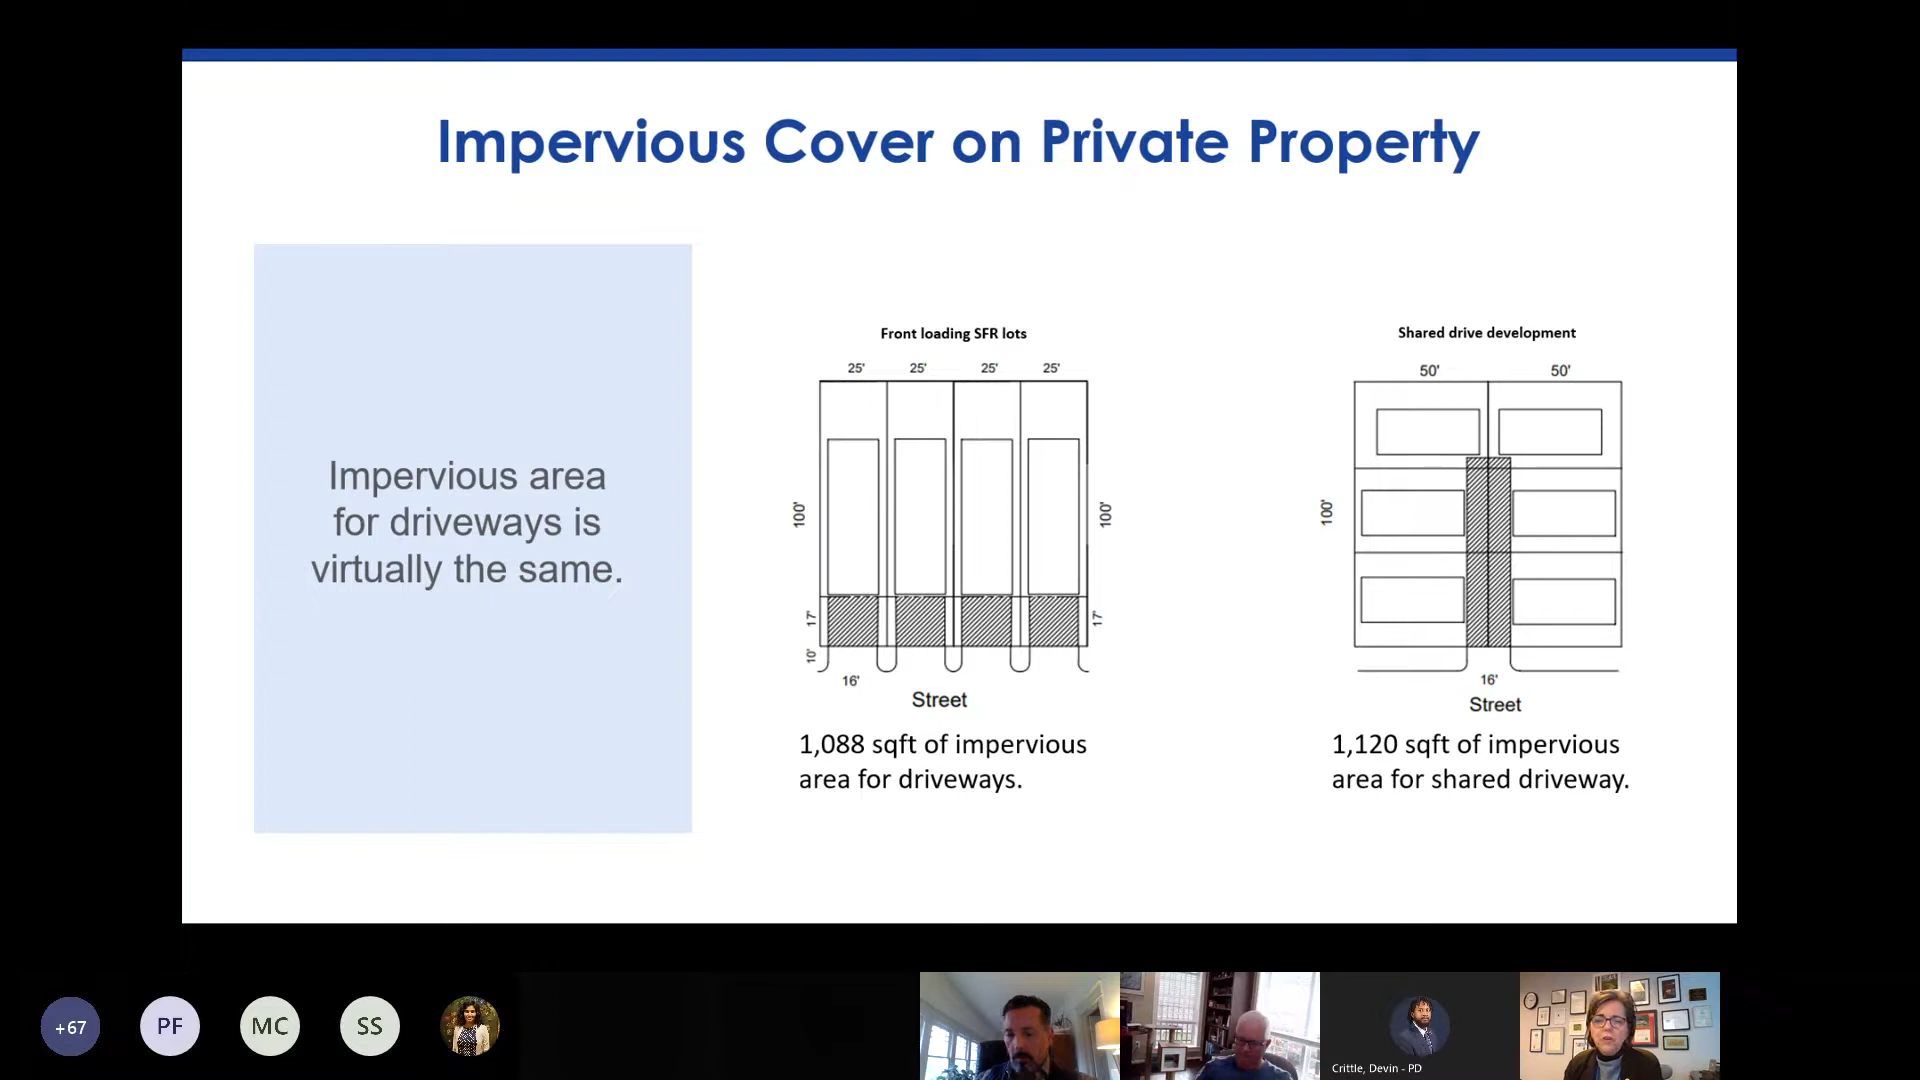 Impervious Cover on Private Property
Impervious area
for driveways is
virtually the same.
Front loading SFR lots
25' 25' 25' 25'
100'
100'
17'
17'
10'
16'
Street
1,088 sqft of impervious
area for driveways.
Shared drive development
50' 50'
100'
16'
Street
1,120 sqft of impervious
area for shared driveway.
+67
PF
MC
SS
Crittle, Devin - PD